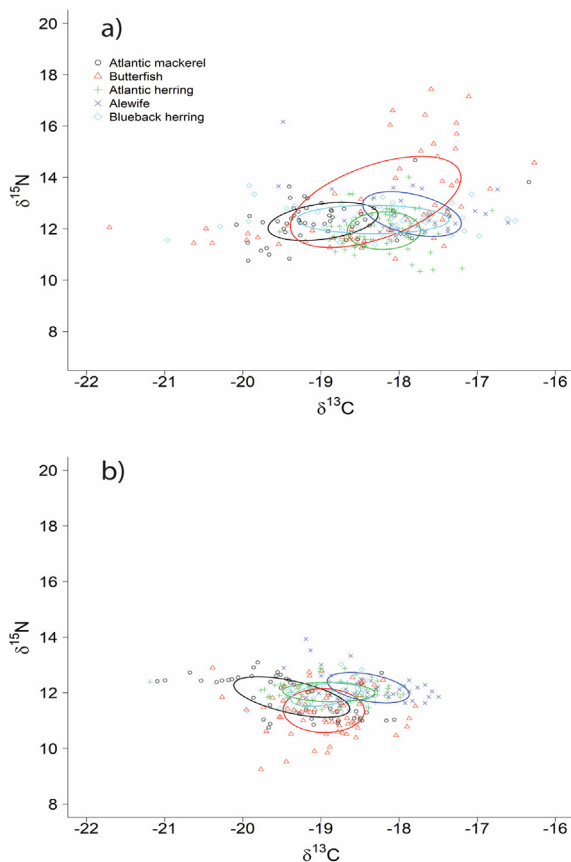 a)
20
18
16
14
12
10
8
6
δ15N
Atlantic mackerel
Butterfish
Atlantic herring
Alewife
Blueback herring
-22 -21 -20 -19 -18 -17 -16
δ13C
b)
20
18
16
14
12
10
8
6
δ15N
-22 -21 -20 -19 -18 -17 -16
δ13C